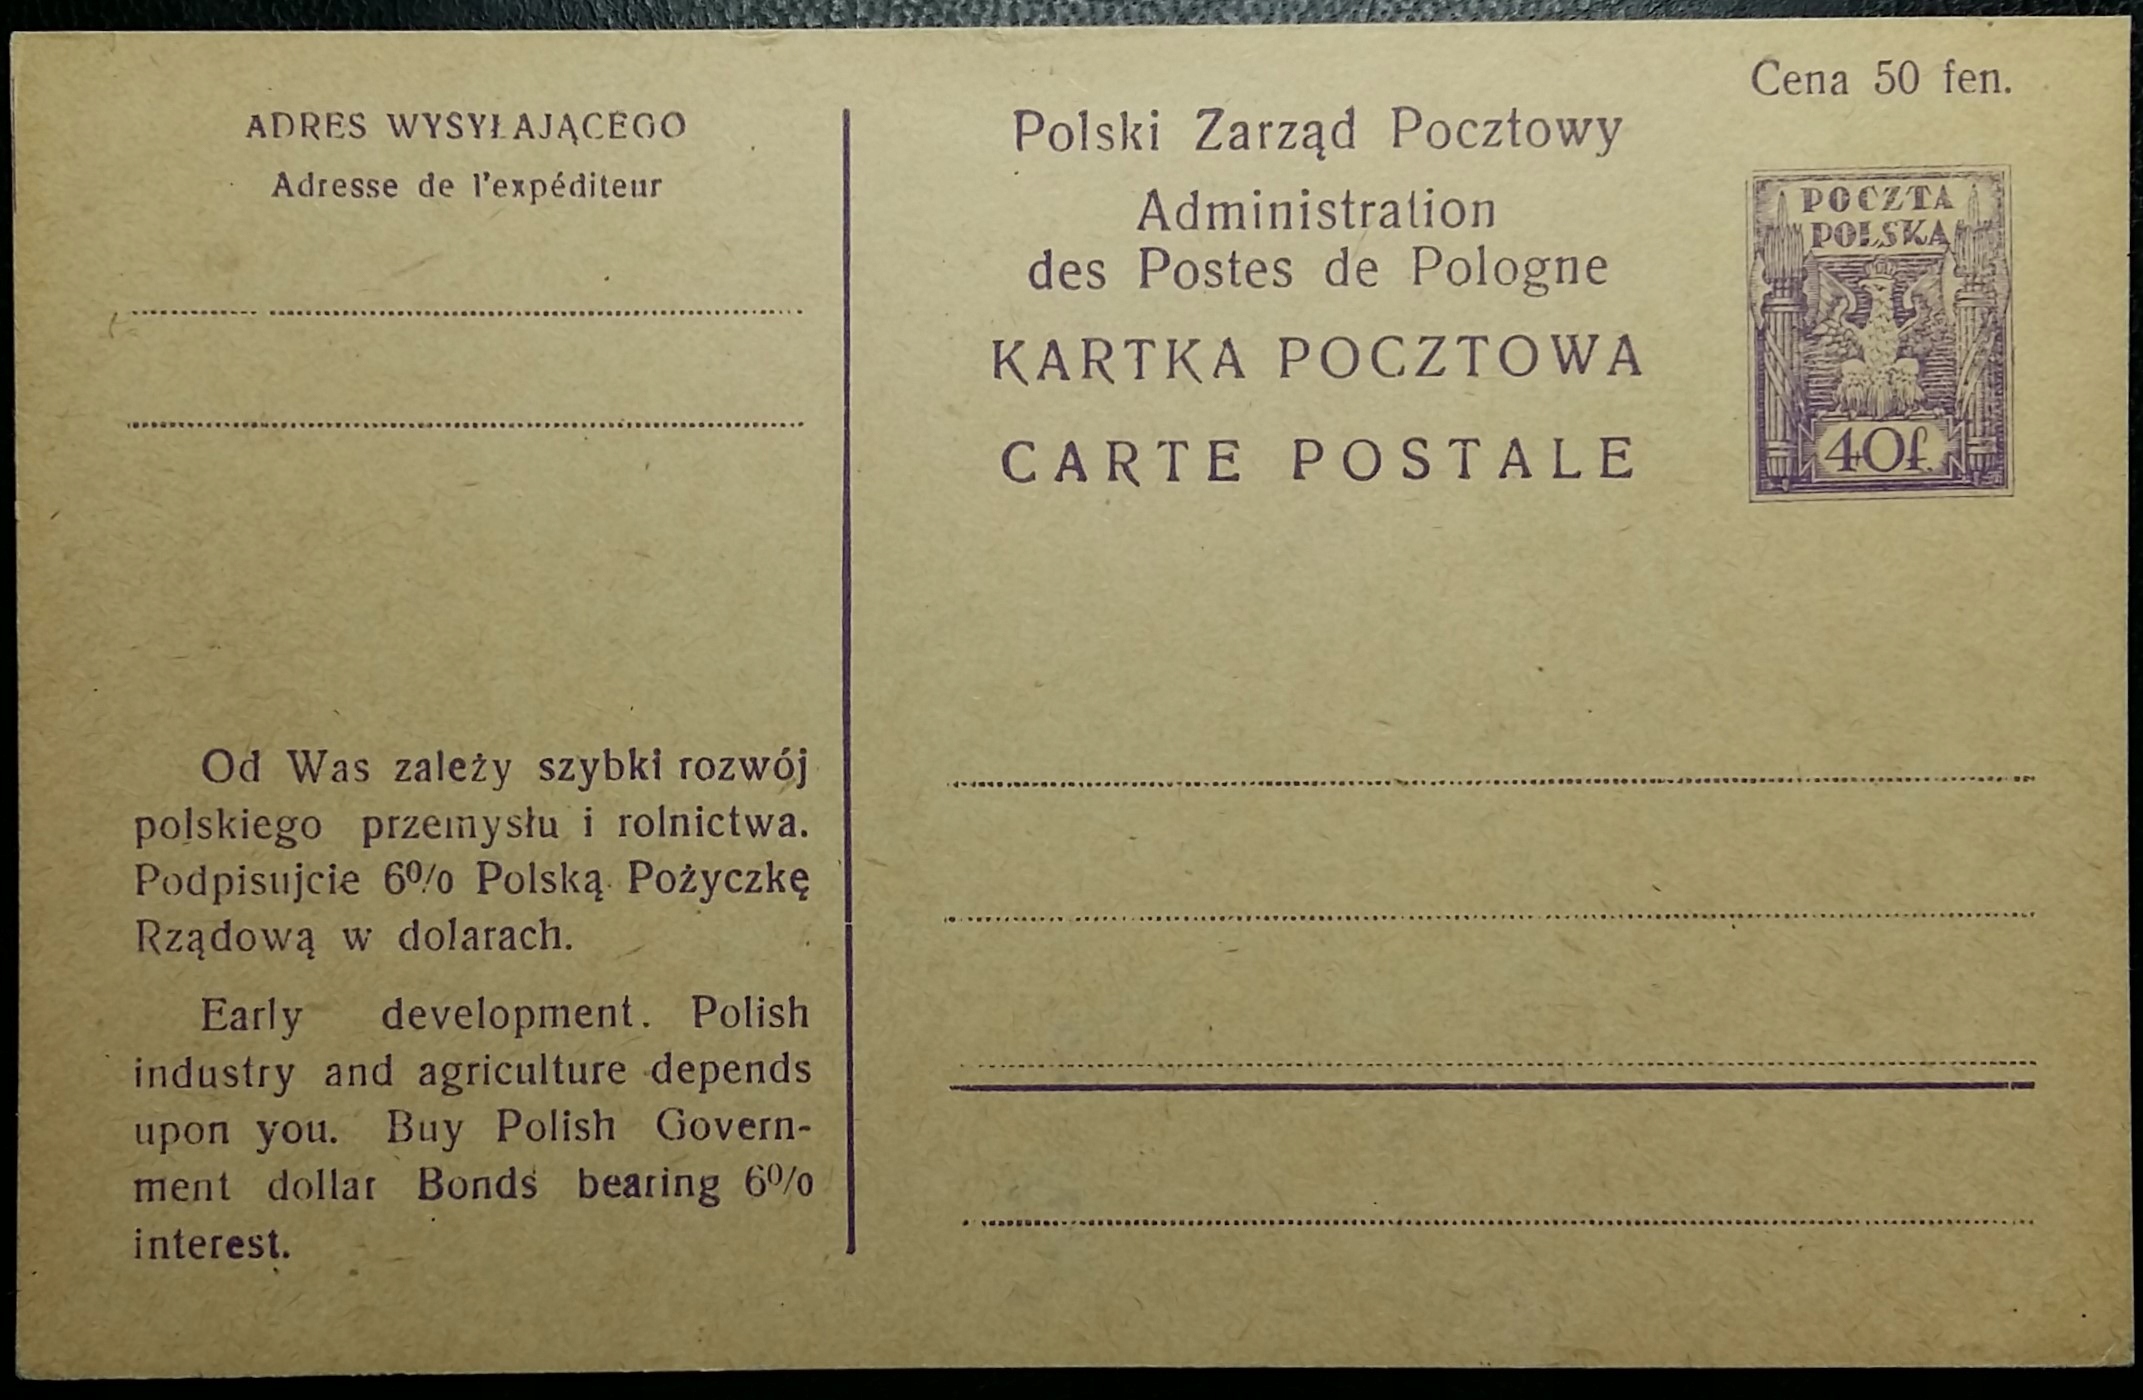 ADRES WYSYŁAJĄCEGO
Adresse de l'expéditeur
Od Was zależy szybki rozwój
polskiego przemysłu i rolnictwa.
Podpisujcie 6% Polską Pożyczkę
Rządową w dolarach.
Early development. Polish
industry and agriculture depends
upon you. Buy Polish Govern-
ment dollar Bonds bearing 6%
interest.
Cena 50 fen.
Polski Zarząd Pocztowy
Administration
des Postes de Pologne
KARTKA POCZTOWA
CARTE POSTALE
POCZTA
POLSKA
40f.